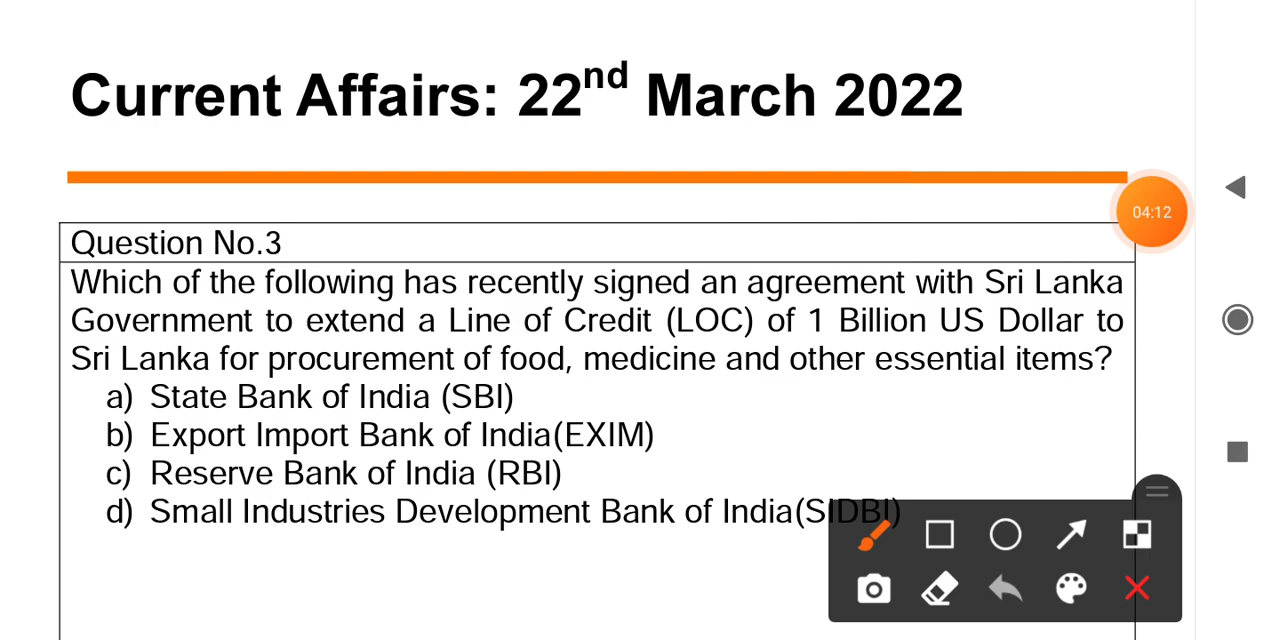 Current Affairs: 22nd March 2022
04:12
Question No.3
Which of the following has recently signed an agreement with Sri Lanka
Government to extend a Line of Credit (LOC) of 1 Billion US Dollar to
Sri Lanka for procurement of food, medicine and other essential items?
a) State Bank of India (SBI)
b) Export Import Bank of India(EXIM)
c) Reserve Bank of India (RBI)
d) Small Industries Development Bank of India(SIDBI)